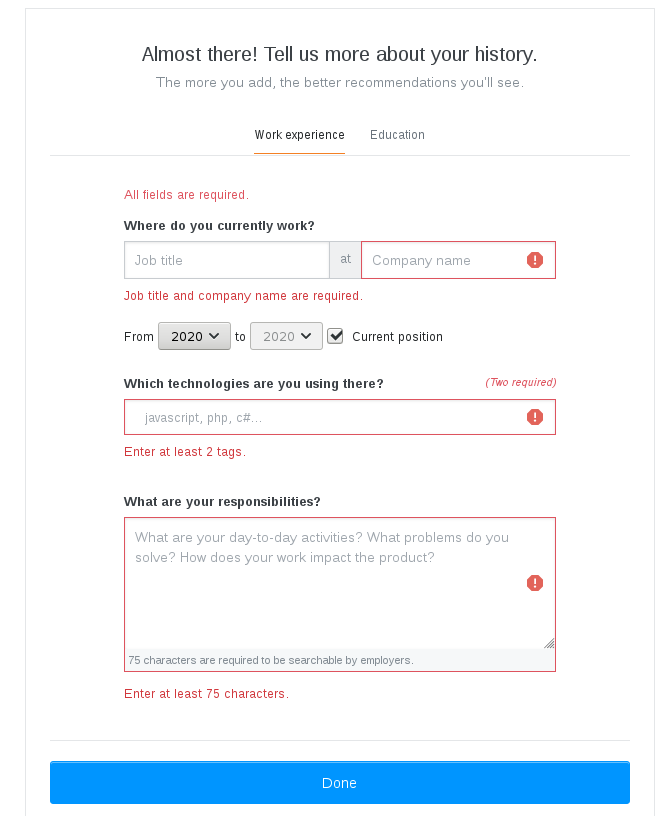 Almost there! Tell us more about your history.
The more you add, the better recommendations you'll see.
Work experience Education
All fields are required.
Where do you currently work?
Job title at Company name
Job title and company name are required.
From 2020 to 2020 Current position
Which technologies are you using there? (Two required)
javascript, php, c#...
Enter at least 2 tags.
What are your responsibilities?
What are your day-to-day activities? What problems do you
solve? How does your work impact the product?
75 characters are required to be searchable by employers.
Enter at least 75 characters.
Done